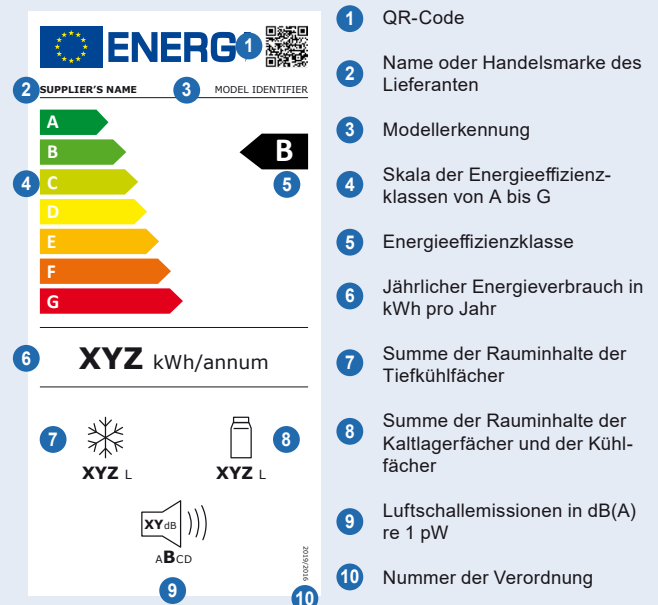 ENERG
1
2 SUPPLIER'S NAME 3 MODEL IDENTIFIER
A
B
B
4 C 5
D
E
F
G
6 XYZ kWh/annum
7 8
XYZ L XYZ L
XY dB
ABCD
9
2019/2016
10
1 QR-Code
2 Name oder Handelsmarke des
Lieferanten
3 Modellerkennung
4 Skala der Energieeffizienz-
klassen von A bis G
5 Energieeffizienzklasse
6 Jährlicher Energieverbrauch in
kWh pro Jahr
7 Summe der Rauminhalte der
Tiefkühlfächer
8 Summe der Rauminhalte der
Kaltlagerfächer und der Kühl-
fächer
9 Luftschallemissionen in dB(A)
re 1 pW
10 Nummer der Verordnung